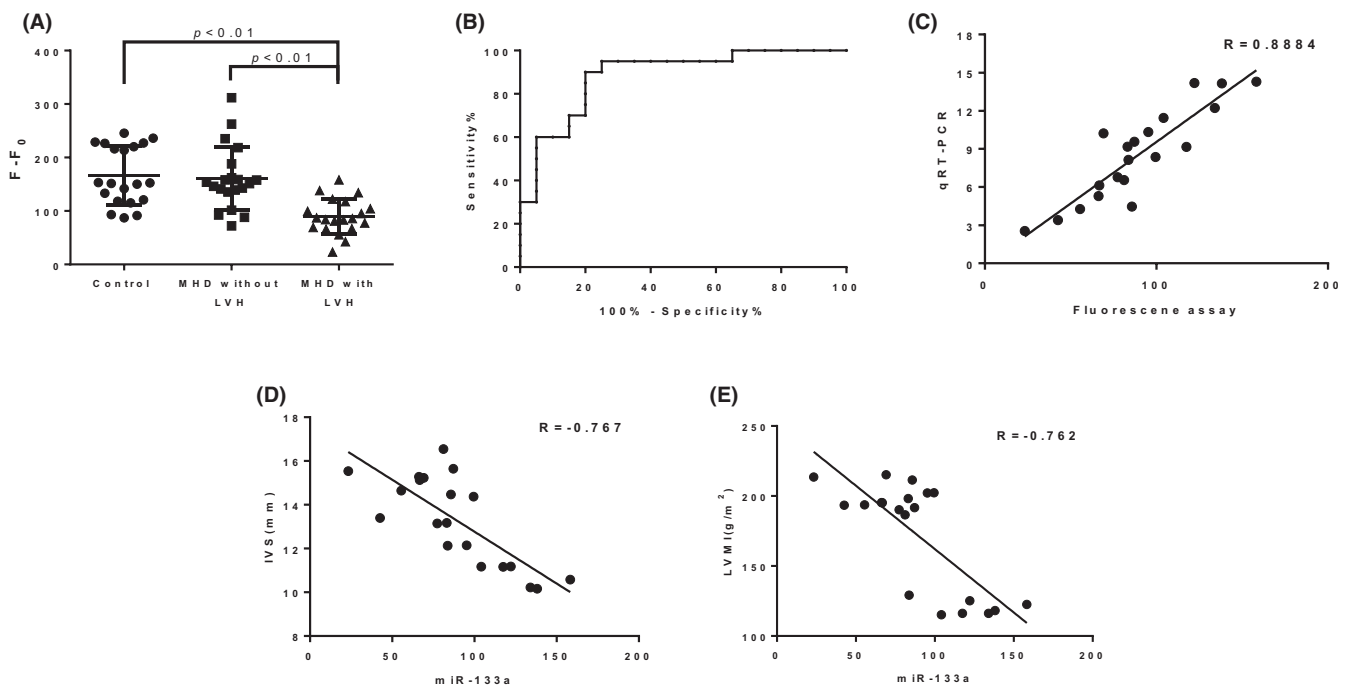 (A)
p<0.01
p<0.01
400
300
200
100
0
F-F0
Control
MHD without
LVH
MHD with
LVH
(B)
100
80
60
40
20
0
Sensitivity%
0 20 40 60 80 100
100% - Specificity%
(C)
R=0.8884
18
15
12
9
6
3
0
qRT-PCR
0 100 200
Fluorescene assay
(D)
R=-0.767
18
16
14
12
10
8
IVS(mm)
0 50 100 150 200
miR-133a
(E)
R=-0.762
250
200
150
100
LVMI(g/m²)
0 50 100 150 200
miR-133a